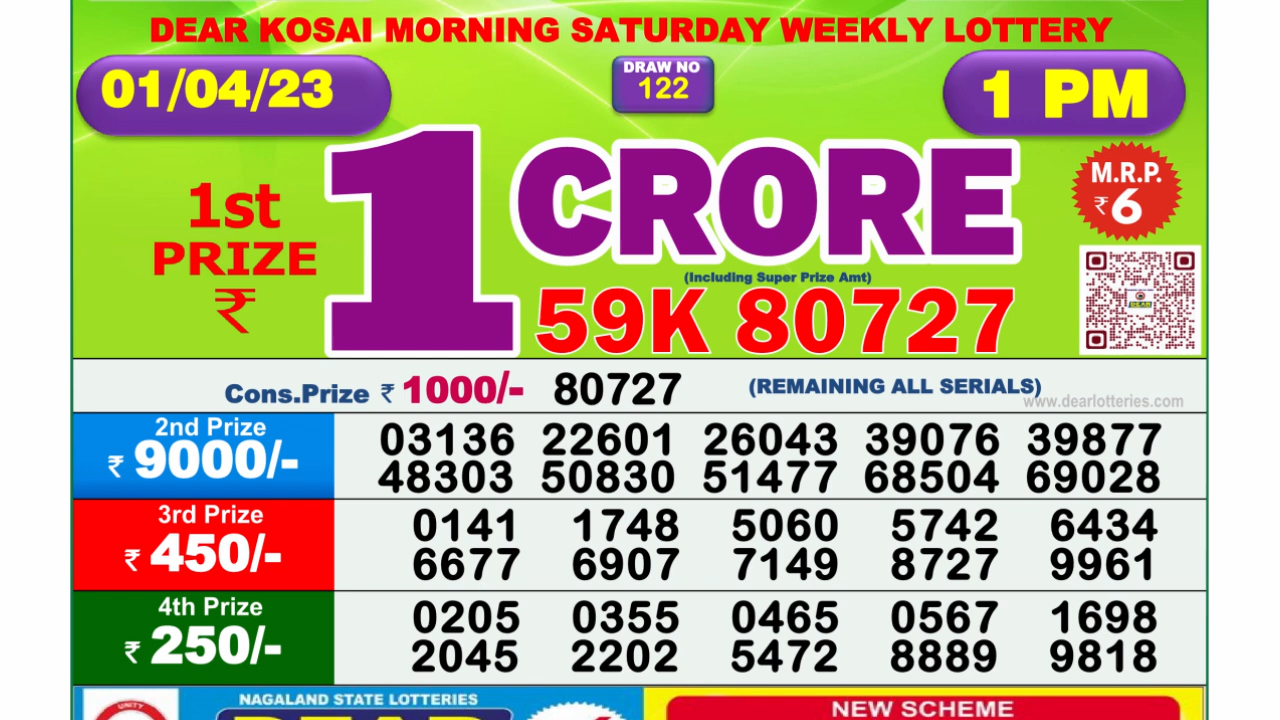 DEAR KOSAI MORNING SATURDAY WEEKLY LOTTERY
01/04/23
DRAW NO
122
1 PM
1st
PRIZE
₹
1 CRORE
(Including Super Prize Amt)
59K 80727
M.R.P.
₹6
DEAR
Cons.Prize ₹ 1000/- 80727 (REMAINING ALL SERIALS)
www.dearlotteries.com
2nd Prize
₹ 9000/-
03136 22601 26043 39076 39877
48303 50830 51477 68504 69028
3rd Prize
₹ 450/-
0141 1748 5060 5742 6434
6677 6907 7149 8727 9961
4th Prize
₹ 250/-
0205 0355 0465 0567 1698
2045 2202 5472 8889 9818
UNITY
NAGALAND STATE LOTTERIES
DEAR
NEW SCHEME